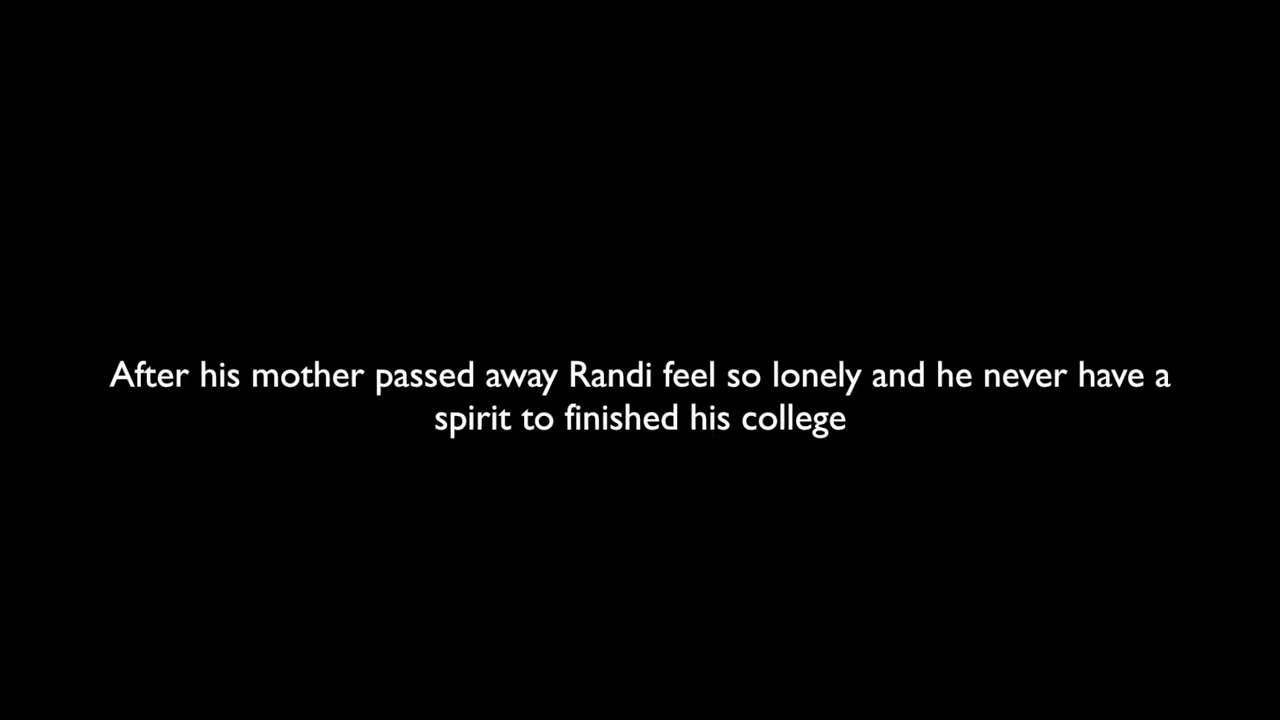 After his mother passed away Randi feel so lonely and he never have a
spirit to finished his college